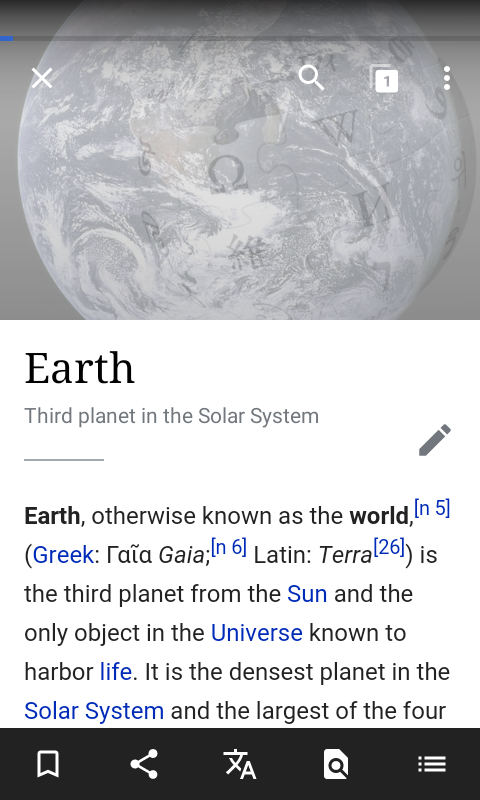 1
Ω
W
И
維
Earth
Third planet in the Solar System
Earth, otherwise known as the world,[n 5]
(Greek: Γαῖα Gaia;[n 6] Latin: Terra[26]) is
the third planet from the Sun and the
only object in the Universe known to
harbor life. It is the densest planet in the
Solar System and the largest of the four